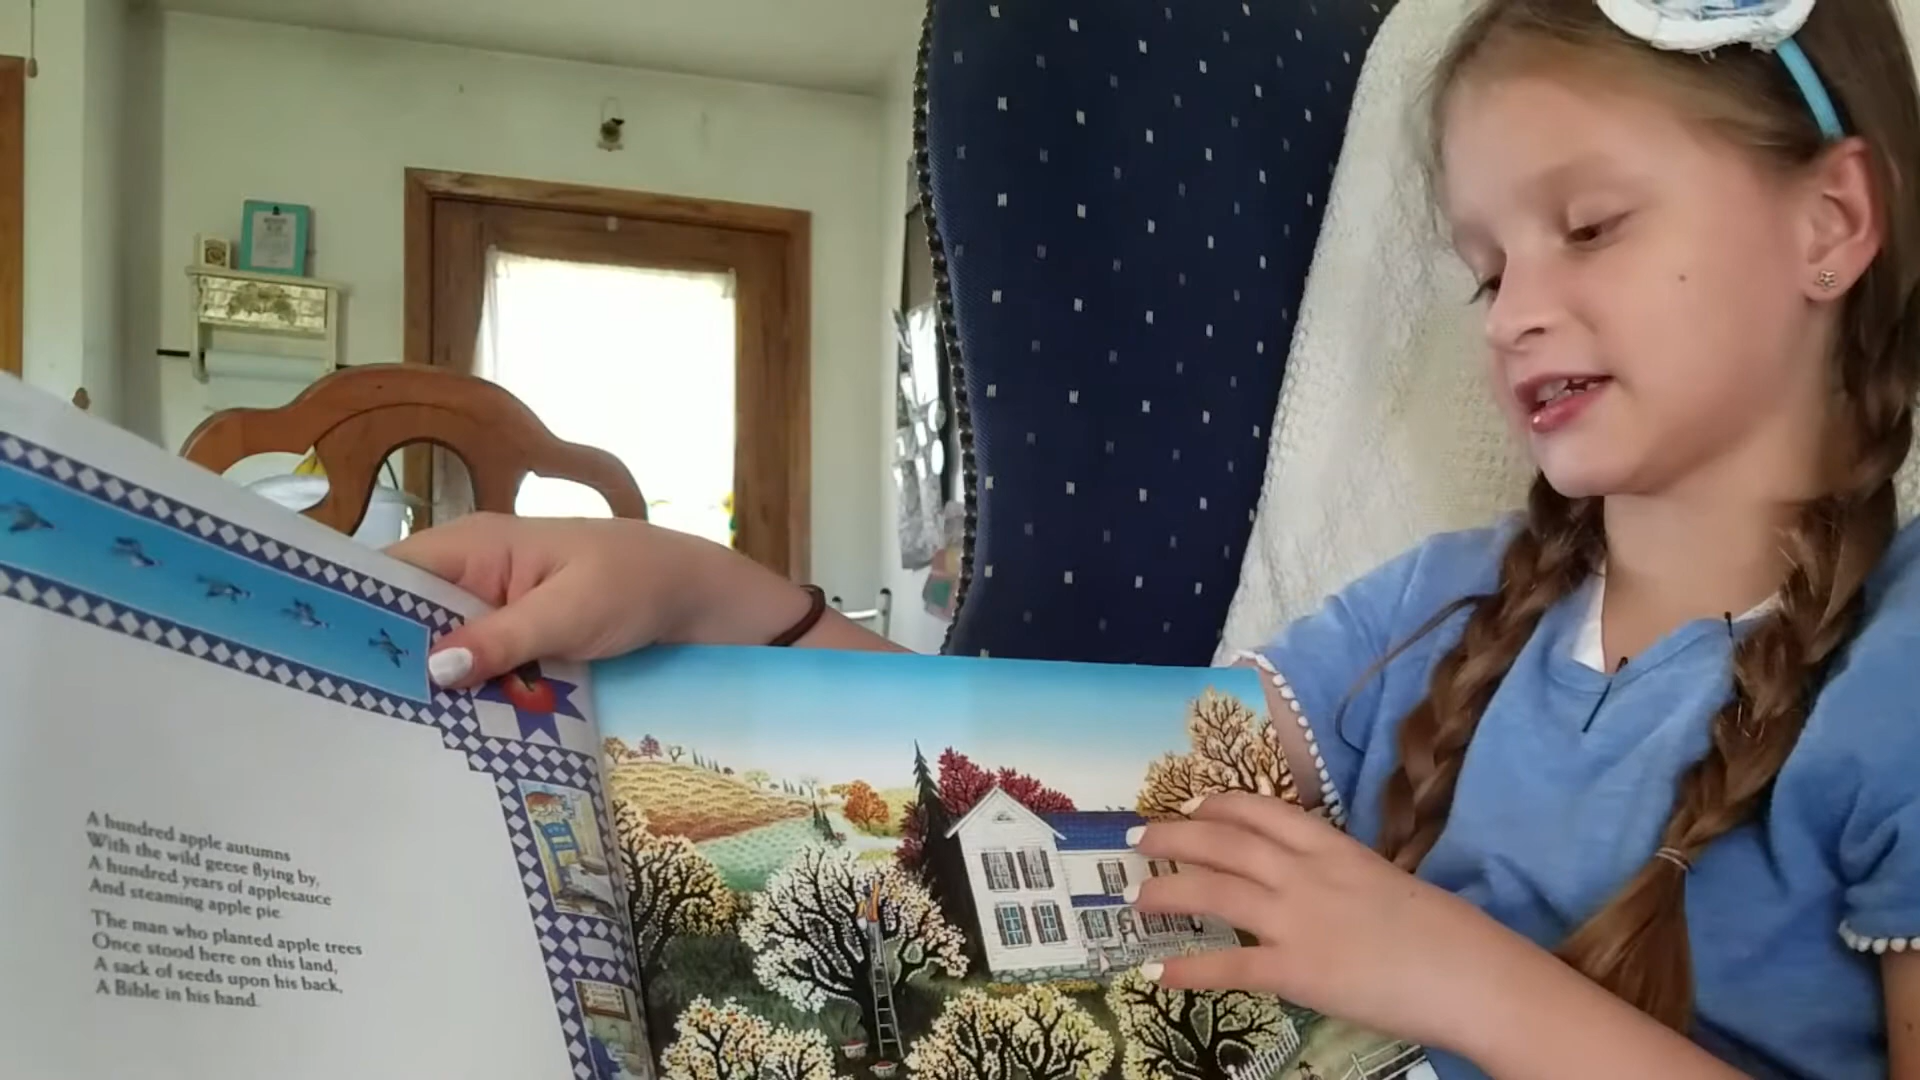 A hundred apple autumns
With the wild geese flying by,
A hundred years of applesauce
And steaming apple pie.
The man who planted apple trees
Once stood here on this land,
A sack of seeds upon his back,
A Bible in his hand.